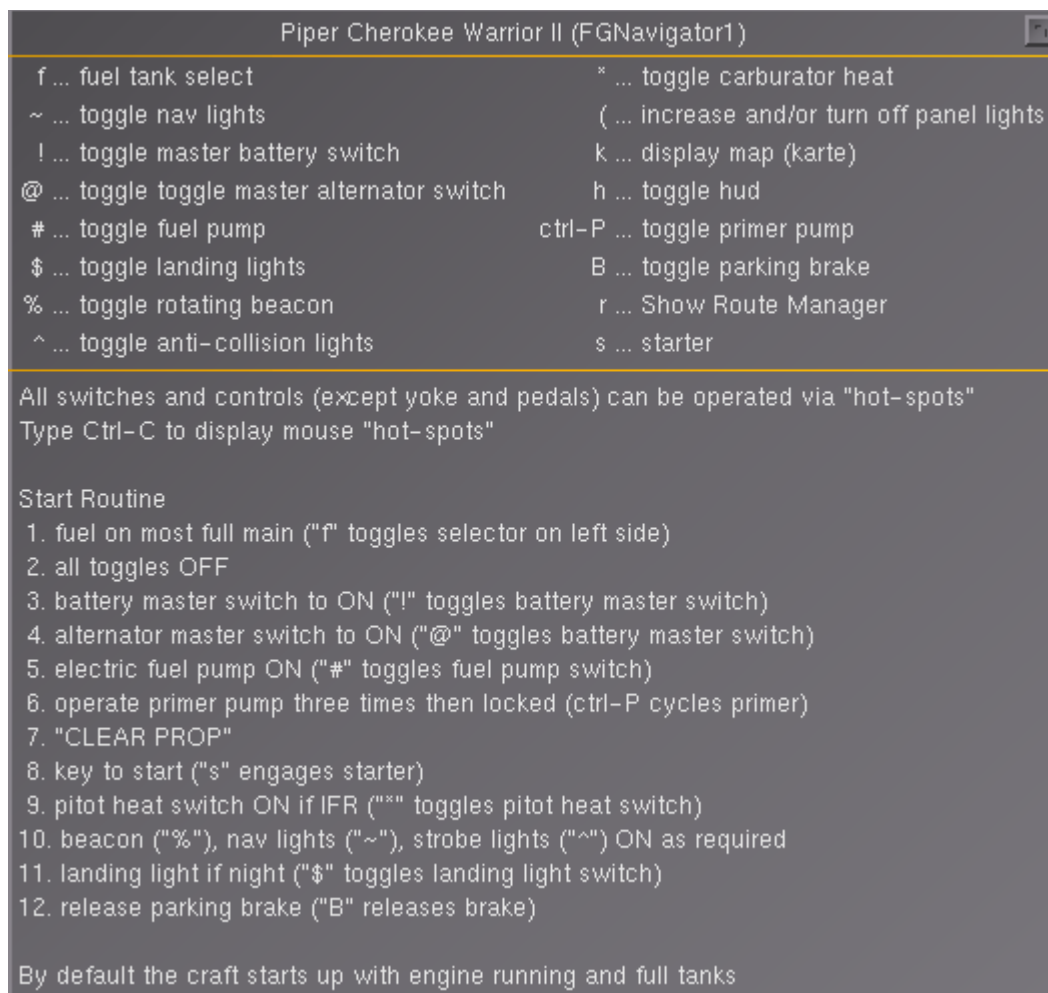 Piper Cherokee Warrior II (FGNavigator1)
f ... fuel tank select
~ ... toggle nav lights
! ... toggle master battery switch
@ ... toggle toggle master alternator switch
# ... toggle fuel pump
$ ... toggle landing lights
% ... toggle rotating beacon
^ ... toggle anti-collision lights
* ... toggle carburator heat
( ... increase and/or turn off panel lights
k ... display map (karte)
h ... toggle hud
ctrl-P ... toggle primer pump
B ... toggle parking brake
r ... Show Route Manager
s ... starter
All switches and controls (except yoke and pedals) can be operated via "hot-spots"
Type Ctrl-C to display mouse "hot-spots"
Start Routine
1. fuel on most full main ("f" toggles selector on left side)
2. all toggles OFF
3. battery master switch to ON ("!" toggles battery master switch)
4. alternator master switch to ON ("@" toggles battery master switch)
5. electric fuel pump ON ("#" toggles fuel pump switch)
6. operate primer pump three times then locked (ctrl-P cycles primer)
7. "CLEAR PROP"
8. key to start ("s" engages starter)
9. pitot heat switch ON if IFR ("*" toggles pitot heat switch)
10. beacon ("%"), nav lights ("~"), strobe lights ("^") ON as required
11. landing light if night ("$" toggles landing light switch)
12. release parking brake ("B" releases brake)
By default the craft starts up with engine running and full tanks